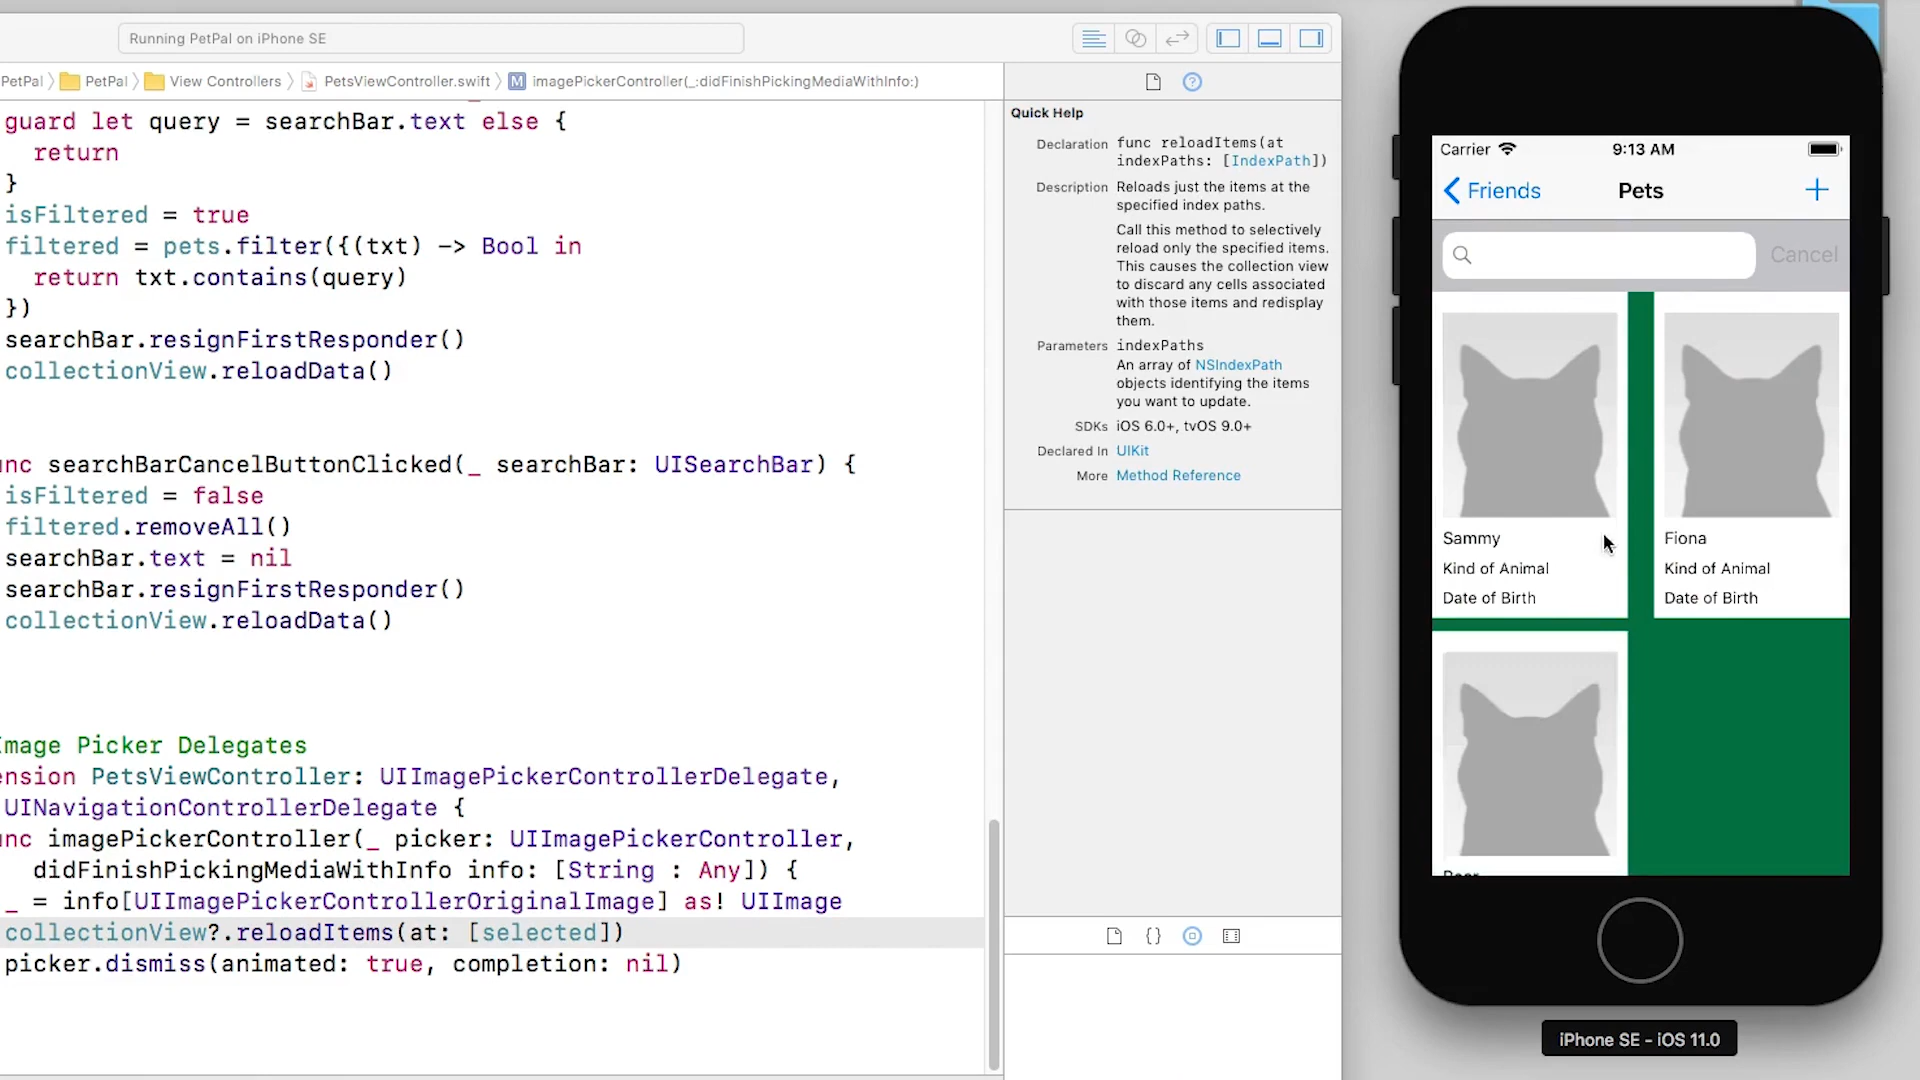 Running PetPal on iPhone SE
PetPal PetPal View Controllers PetsViewController.swift M imagePickerController(_:didFinishPickingMediaWithInfo:)
guard let query = searchBar.text else {
return
}
isFiltered = true
filtered = pets.filter({(txt) -> Bool in
return txt.contains(query)
})
searchBar.resignFirstResponder()
collectionView.reloadData()
nc searchBarCancelButtonClicked(_ searchBar: UISearchBar) {
isFiltered = false
filtered.removeAll()
searchBar.text = nil
searchBar.resignFirstResponder()
collectionView.reloadData()
Image Picker Delegates
ension PetsViewController: UIImagePickerControllerDelegate,
UINavigationControllerDelegate {
nc imagePickerController(_ picker: UIImagePickerController,
didFinishPickingMediaWithInfo info: [String : Any]) {
_ = info[UIImagePickerControllerOriginalImage] as! UIImage
collectionView?.reloadItems(at: [selected])
picker.dismiss(animated: true, completion: nil)
Quick Help
Declaration func reloadItems(at
indexPaths: [IndexPath])
Description Reloads just the items at the
specified index paths.
Call this method to selectively
reload only the specified items.
This causes the collection view
to discard any cells associated
with those items and redisplay
them.
Parameters indexPaths
An array of NSIndexPath
objects identifying the items
you want to update.
SDKs iOS 6.0+, tvOS 9.0+
Declared In UIKit
More Method Reference
{}
Carrier 9:13 AM
Friends Pets +
Cancel
Sammy Fiona
Kind of Animal Kind of Animal
Date of Birth Date of Birth
iPhone SE - iOS 11.0